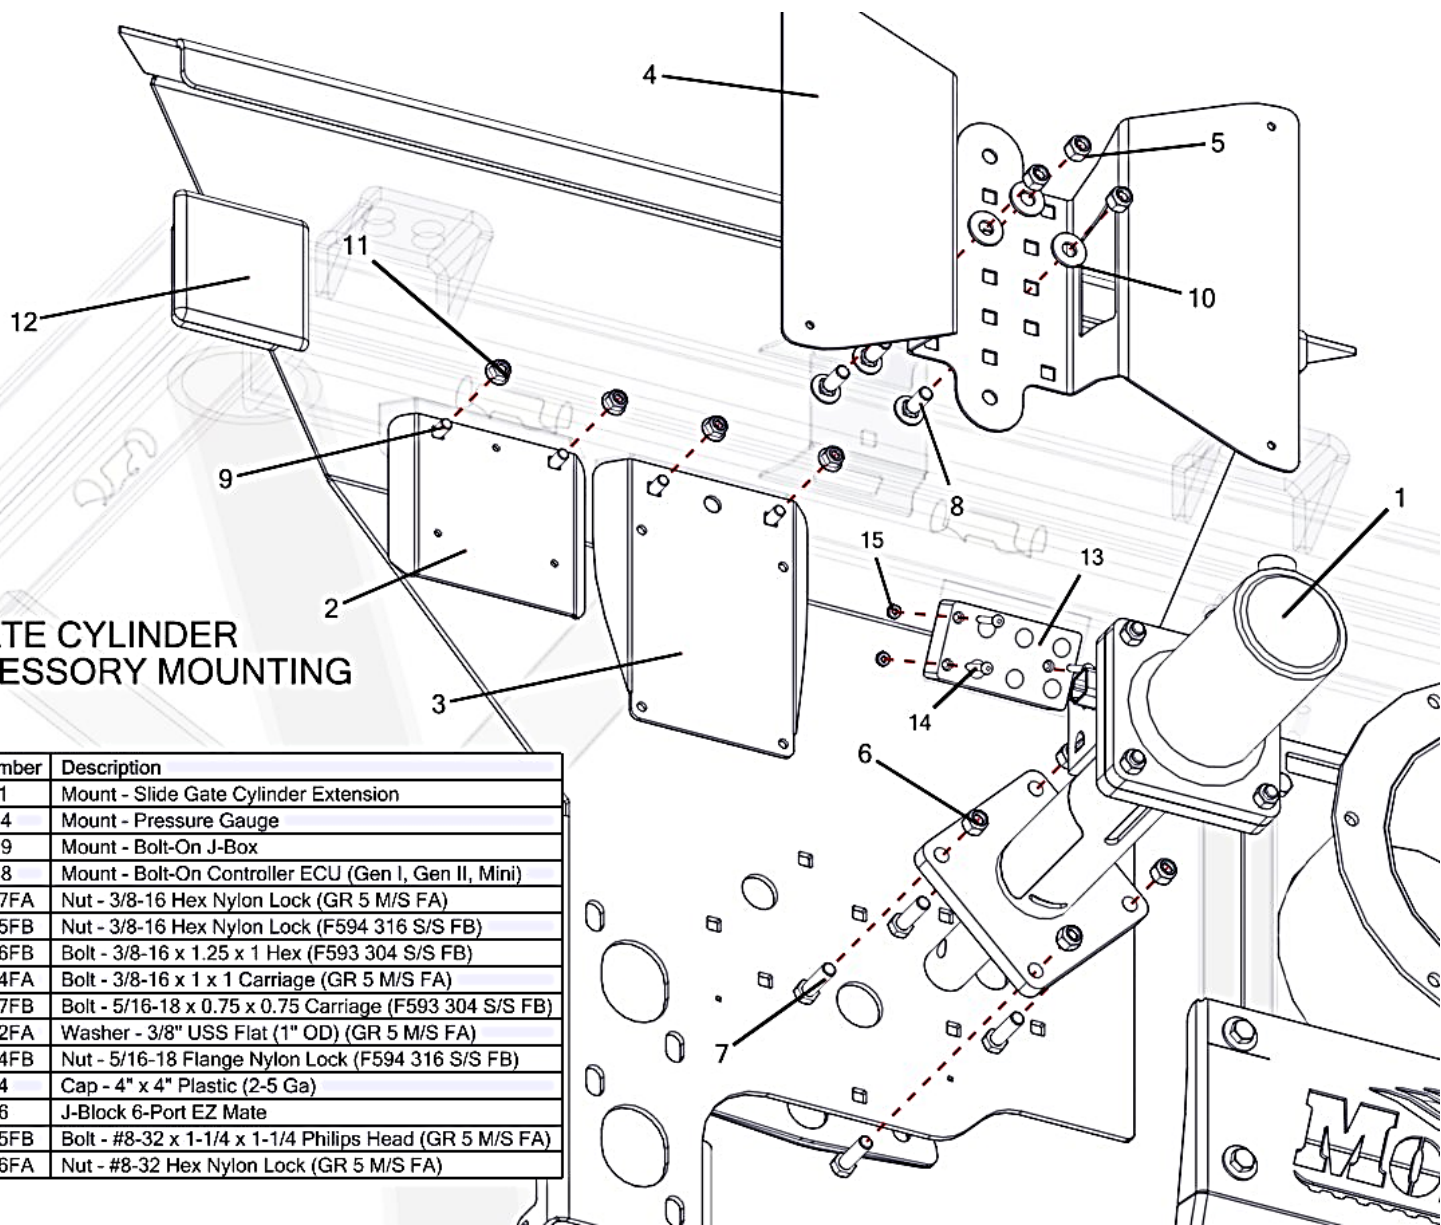 4
5
11
12
10
9
8
1
2
15
13
ATE CYLINDER
ESSORY MOUNTING
3
14
6
7
mber Description
1 Mount - Slide Gate Cylinder Extension
4 Mount - Pressure Gauge
9 Mount - Bolt-On J-Box
8 Mount - Bolt-On Controller ECU (Gen I, Gen II, Mini)
7FA Nut - 3/8-16 Hex Nylon Lock (GR 5 M/S FA)
5FB Nut - 3/8-16 Hex Nylon Lock (F594 316 S/S FB)
6FB Bolt - 3/8-16 x 1.25 x 1 Hex (F593 304 S/S FB)
4FA Bolt - 3/8-16 x 1 x 1 Carriage (GR 5 M/S FA)
7FB Bolt - 5/16-18 x 0.75 x 0.75 Carriage (F593 304 S/S FB)
2FA Washer - 3/8" USS Flat (1" OD) (GR 5 M/S FA)
4FB Nut - 5/16-18 Flange Nylon Lock (F594 316 S/S FB)
4 Cap - 4" x 4" Plastic (2-5 Ga)
6 J-Block 6-Port EZ Mate
5FB Bolt - #8-32 x 1-1/4 x 1-1/4 Philips Head (GR 5 M/S FA)
6FA Nut - #8-32 Hex Nylon Lock (GR 5 M/S FA)